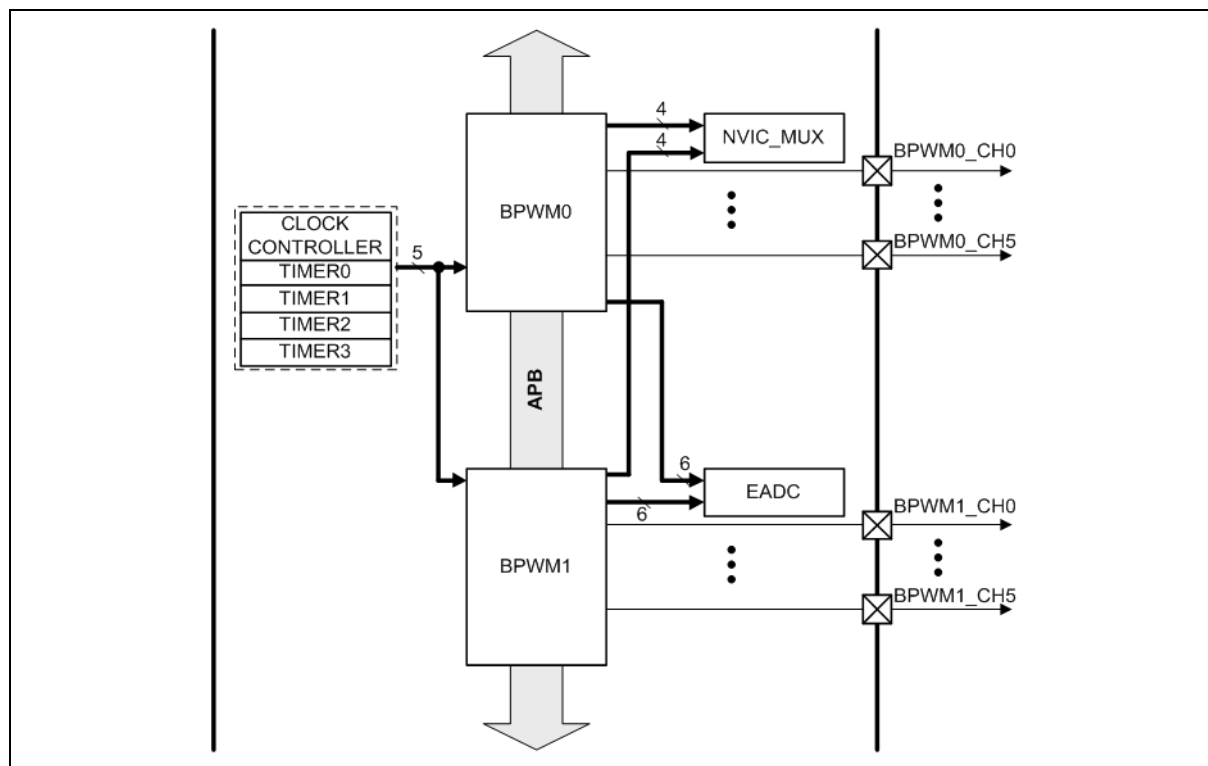 4
NVIC_MUX
4
BPWM0_CH0
BPWM0
CLOCK
CONTROLLER
5
BPWM0_CH5
TIMER0
TIMER1
TIMER2
TIMER3
APB
6
EADC
6
BPWM1_CH0
BPWM1
BPWM1_CH5